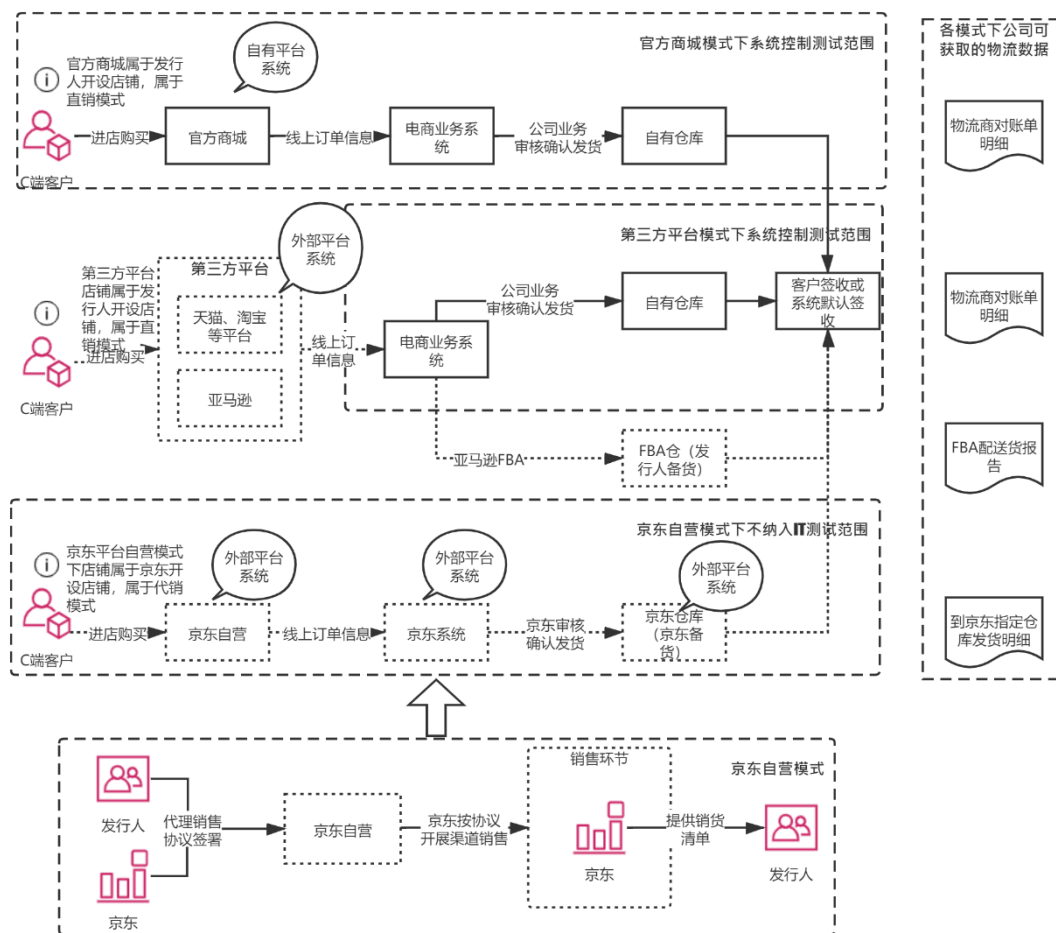 官方商城模式下系统控制测试范围
自有平台
系统
官方商城属于发行
人开设店铺，属于
直销模式
进店购买
官方商城
线上订单信息
电商业务系
统
公司业务
审核确认发货
自有仓库
C端客户
第三方平台模式下系统控制测试范围
外部平台
系统
第三方平台
第三方平台
店铺属于发
行人开设店
铺，属于直
销模式
进店购买
C端客户
天猫、淘宝
等平台
亚马逊
线上订
单信息
电商业务系
统
公司业务
审核确认发货
自有仓库
客户签收或
系统默认签
收
亚马逊FBA
FBA仓（发
行人备货）
京东自营模式下不纳入IT测试范围
京东平台自营模式
下店铺属于京东开
设店铺，属于代销
模式
外部平台
系统
外部平台
系统
外部平台
系统
进店购买
京东自营
线上订单信息
京东系统
京东审核
确认发货
京东仓库
（京东备
货）
C端客户
京东自营模式
发行人
京东
代理销售
协议签署
京东自营
京东按协议
开展渠道销售
销售环节
京东
提供销货
清单
发行人
各模式下公司可
获取的物流数据
物流商对账单
明细
物流商对账单
明细
FBA配送货报
告
到京东指定仓
库发货明细